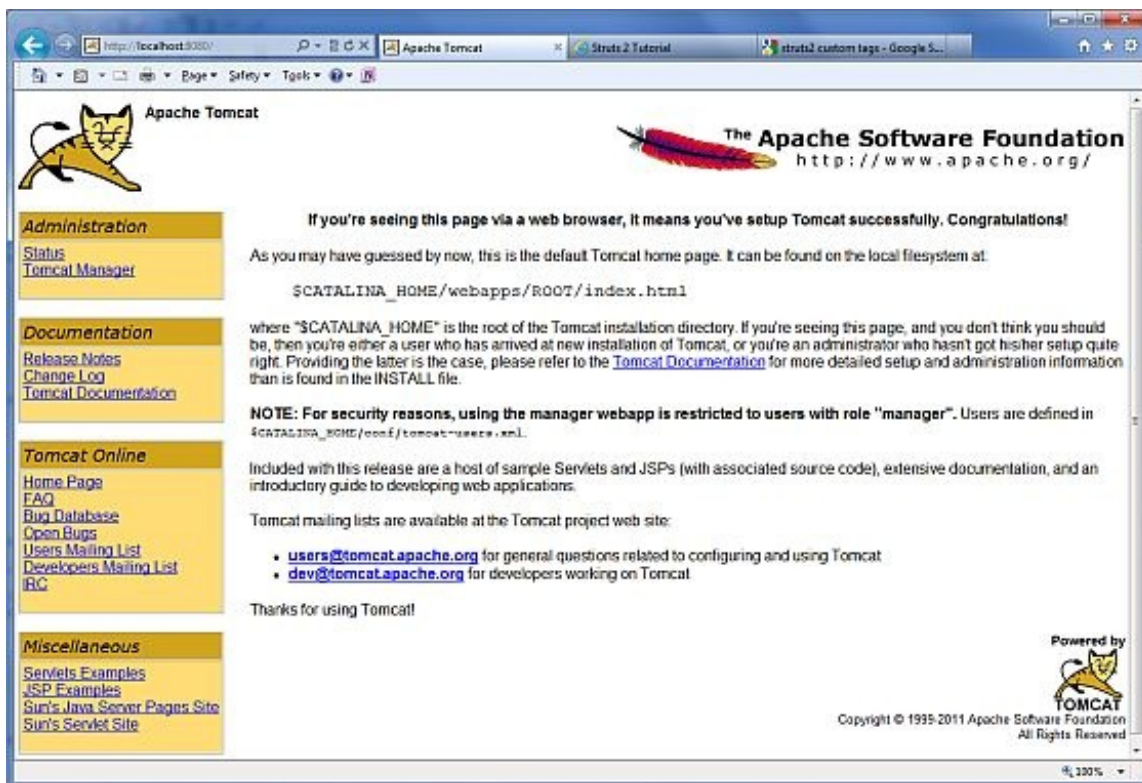 http://localhost:8080/
Apache Tomcat
Struts 2 Tutorial
struts2 custom tags - Google S...
Page
Safety
Tools
Apache Tomcat
The Apache Software Foundation
http://www.apache.org/
Administration
Status
Tomcat Manager
Documentation
Release Notes
Change Log
Tomcat Documentation
Tomcat Online
Home Page
FAQ
Bug Database
Open Bugs
Users Mailing List
Developers Mailing List
IRC
Miscellaneous
Servlets Examples
JSP Examples
Sun's Java Server Pages Site
Sun's Servlet Site
If you're seeing this page via a web browser, it means you've setup Tomcat successfully. Congratulations!
As you may have guessed by now, this is the default Tomcat home page. It can be found on the local filesystem at:
$CATALINA_HOME/webapps/ROOT/index.html
where "$CATALINA_HOME" is the root of the Tomcat installation directory. If you're seeing this page, and you don't think you should
be, then you're either a user who has arrived at new installation of Tomcat, or you're an administrator who hasn't got his/her setup quite
right. Providing the latter is the case, please refer to the Tomcat Documentation for more detailed setup and administration information
than is found in the INSTALL file.
NOTE: For security reasons, using the manager webapp is restricted to users with role "manager". Users are defined in
$CATALINA_HOME/conf/tomcat-users.xml.
Included with this release are a host of sample Servlets and JSPs (with associated source code), extensive documentation, and an
introductory guide to developing web applications.
Tomcat mailing lists are available at the Tomcat project web site:
• users@tomcat.apache.org for general questions related to configuring and using Tomcat
• dev@tomcat.apache.org for developers working on Tomcat
Thanks for using Tomcat!
Powered by
TOMCAT
Copyright © 1999-2011 Apache Software Foundation
All Rights Reserved
100%